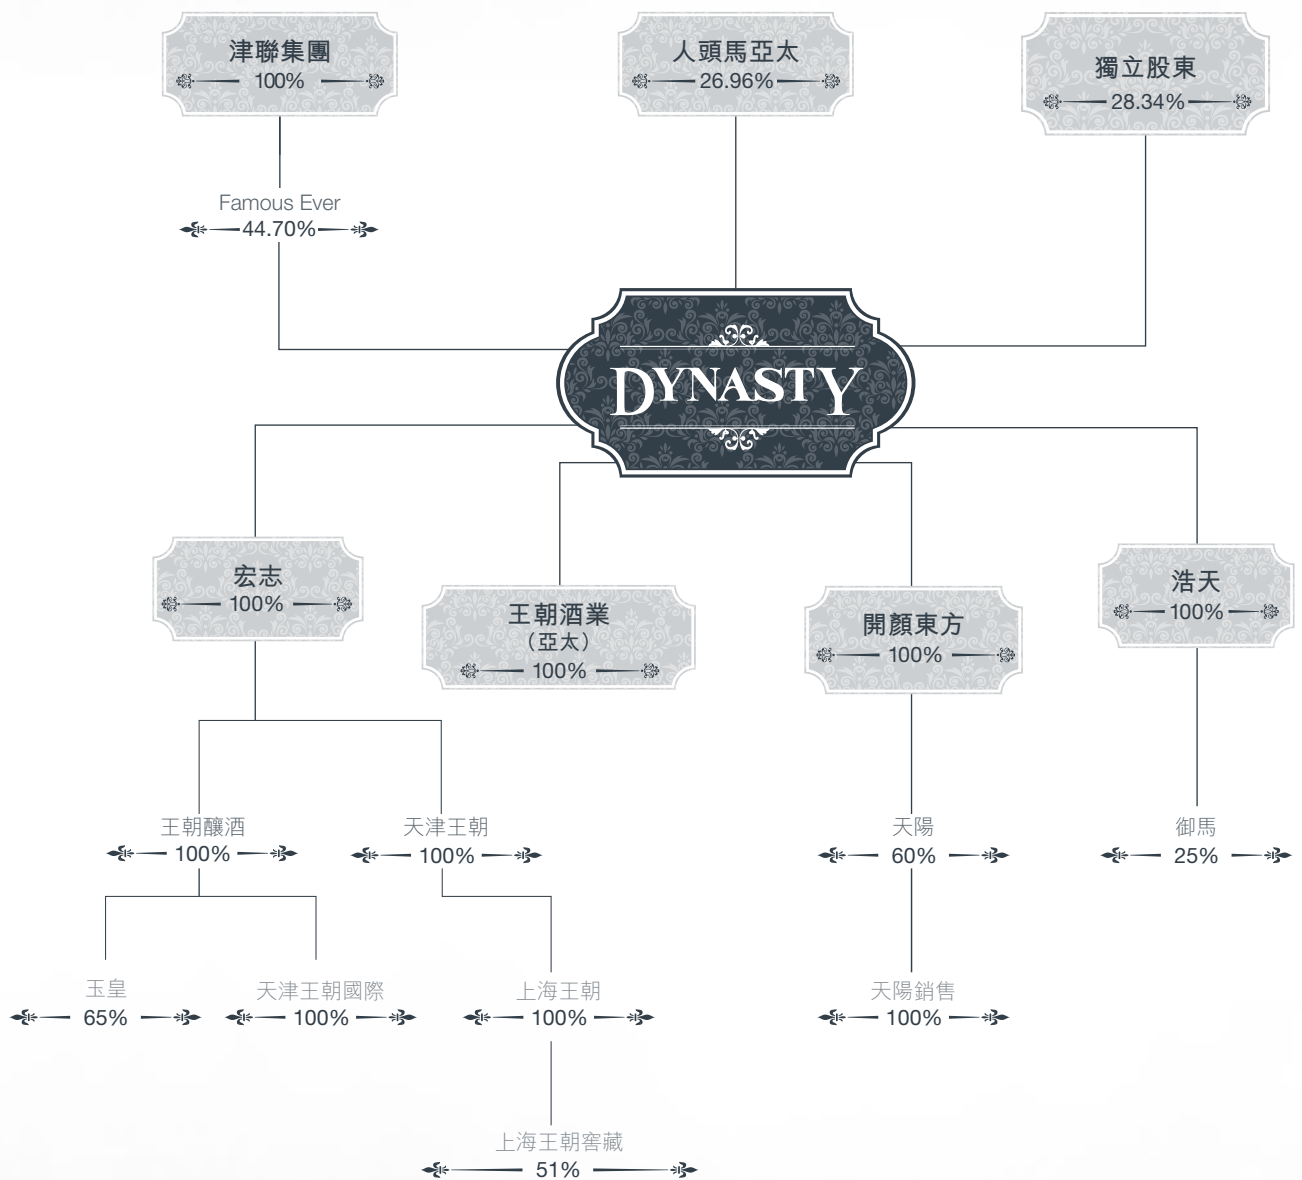 津聯集團
100%
人頭馬亞太
26.96%
獨立股東
28.34%
Famous Ever
44.70%
DYNASTY
宏志
100%
王朝酒業
（亞太）
100%
開顏東方
100%
浩天
100%
王朝釀酒
100%
天津王朝
100%
天陽
60%
御馬
25%
玉皇
65%
天津王朝國際
100%
上海王朝
100%
天陽銷售
100%
上海王朝窖藏
51%